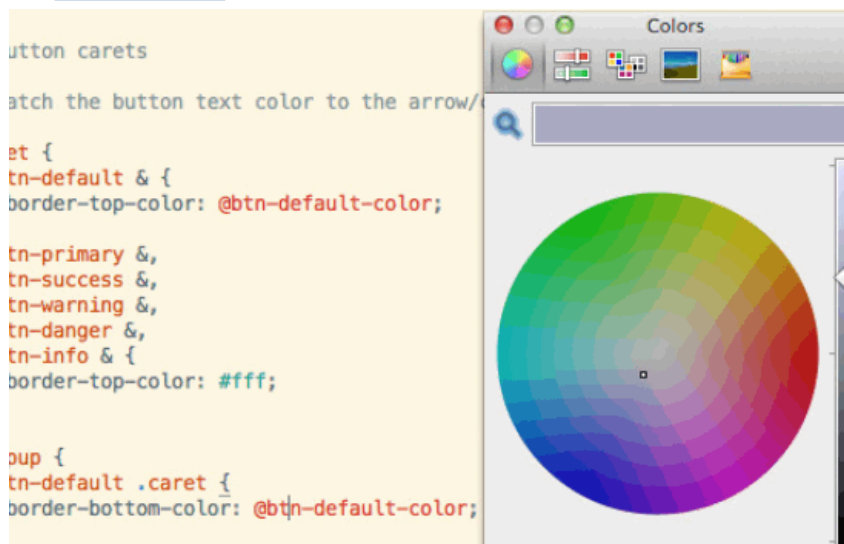 Colors
utton carets
atch the button text color to the arrow/
et {
tn-default & {
border-top-color: @btn-default-color;
tn-primary &,
tn-success &,
tn-warning &,
tn-danger &,
tn-info & {
border-top-color: #fff;
oup {
tn-default .caret {
border-bottom-color: @btn-default-color;